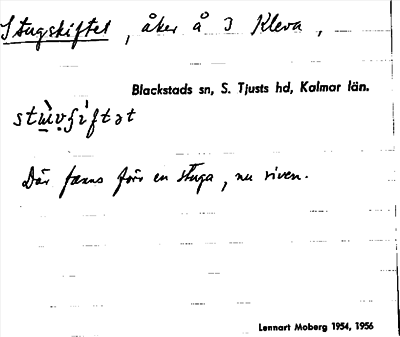 Stugskiftet, åker å 3 Kleva,
Blackstads sn, S. Tjusts hd, Kalmar län.
Där fanns förr en stuga, nu riven.
Lennart Moberg 1954, 1956